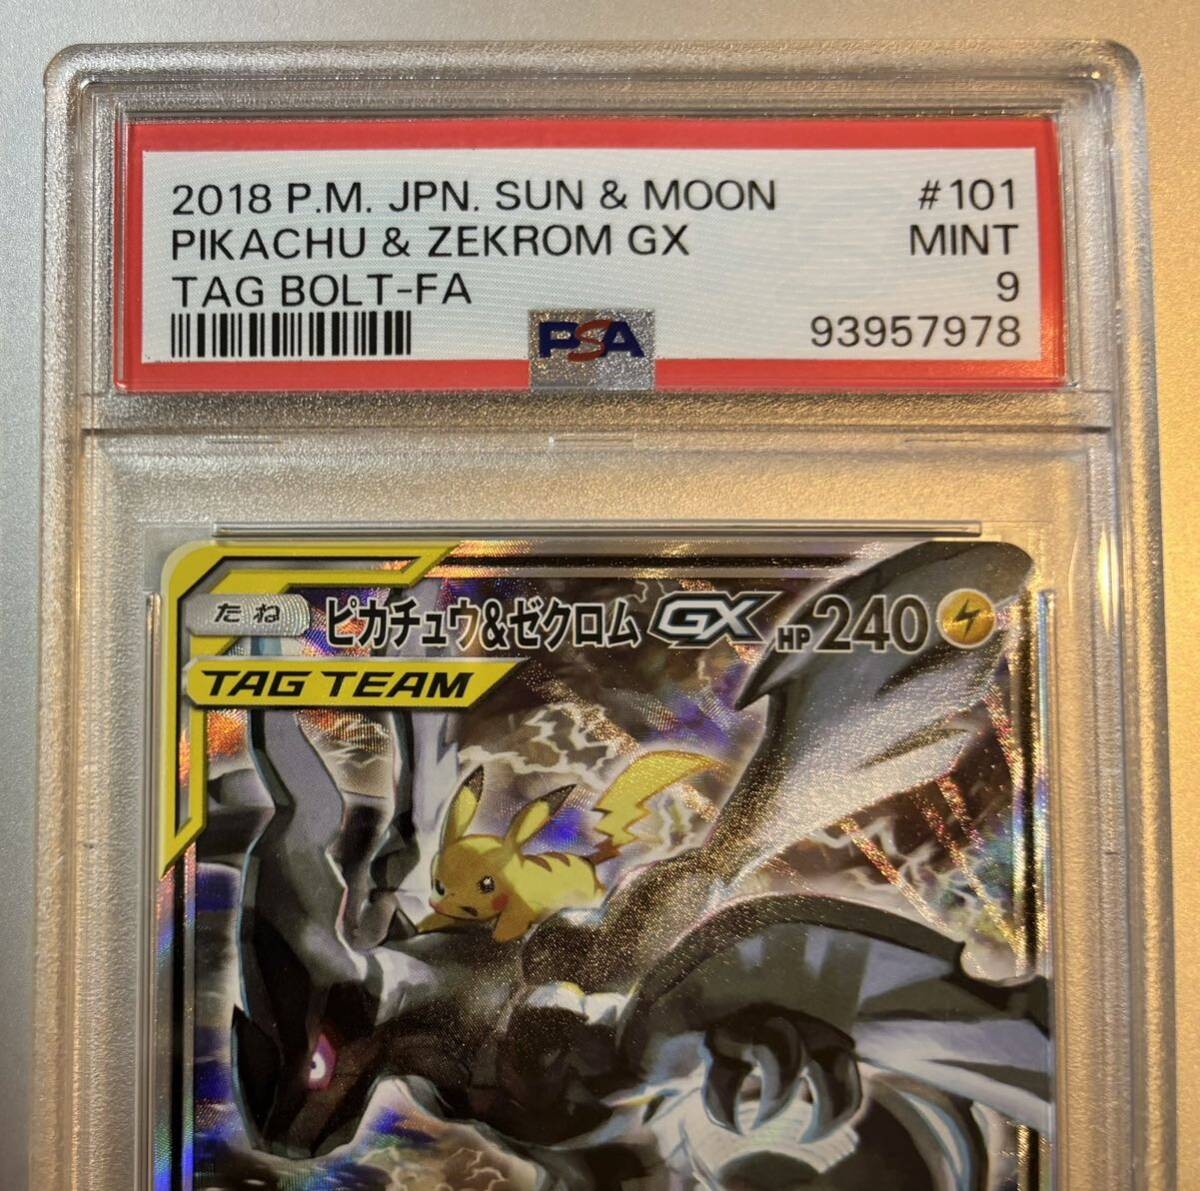 2018 P.M. JPN. SUN & MOON #101
PIKACHU & ZEKROM GX MINT
TAG BOLT-FA 9
PSA 93957978
たね ピカチュウ&ゼクロム GX HP 240
TAG TEAM